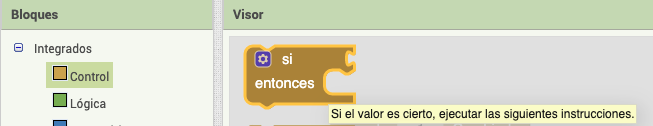 Bloques
Visor
Integrados
Control
Lógica
si
entonces
Si el valor es cierto, ejecutar las siguientes instrucciones.